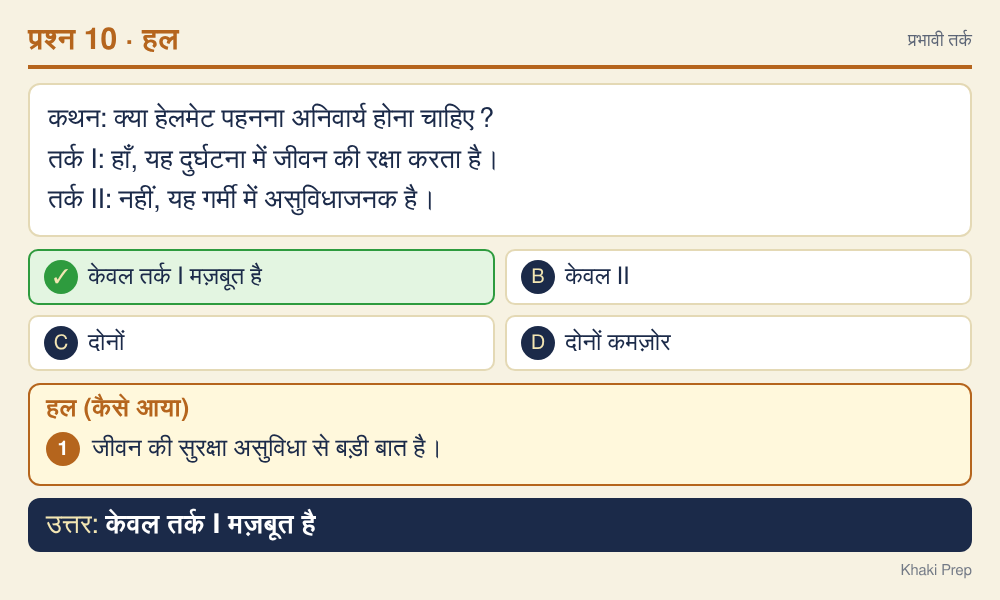 प्रश्न 10 · हल
प्रभावी तर्क
कथन: क्या हेलमेट पहनना अनिवार्य होना चाहिए ?
तर्क I: हाँ, यह दुर्घटना में जीवन की रक्षा करता है।
तर्क II: नहीं, यह गर्मी में असुविधाजनक है।
✓ केवल तर्क I मज़बूत है
B केवल II
C दोनों
D दोनों कमज़ोर
हल (कैसे आया)
1 जीवन की सुरक्षा असुविधा से बड़ी बात है।
उत्तर: केवल तर्क I मज़बूत है
Khaki Prep